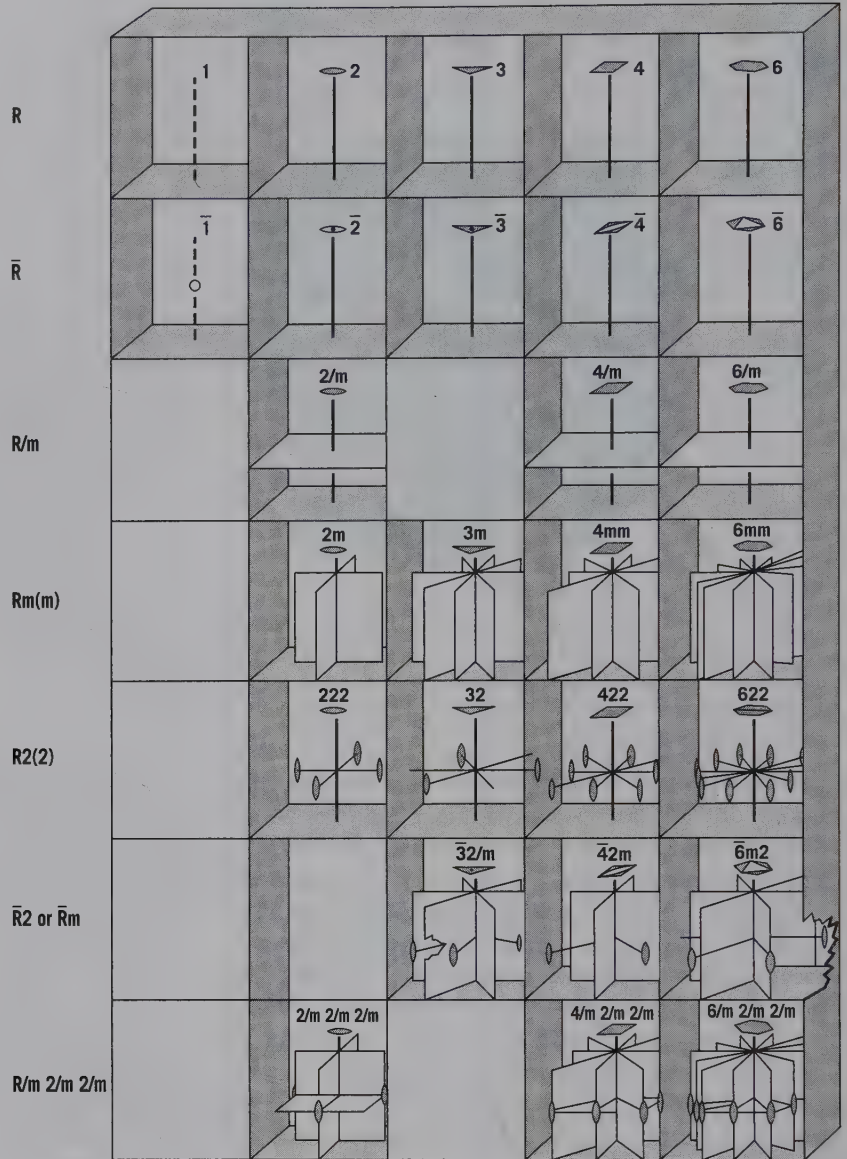 R 1 2 3 4 6
R̅ 1̅ 2̅ 3̅ 4̅ 6̅
R/m 2/m 4/m 6/m
Rm(m) 2m 3m 4mm 6mm
R2(2) 222 32 422 622
R̅2 or R̅m 3̅2/m 4̅2m 6̅m2
R/m 2/m 2/m 2/m 2/m 2/m 4/m 2/m 2/m 6/m 2/m 2/m